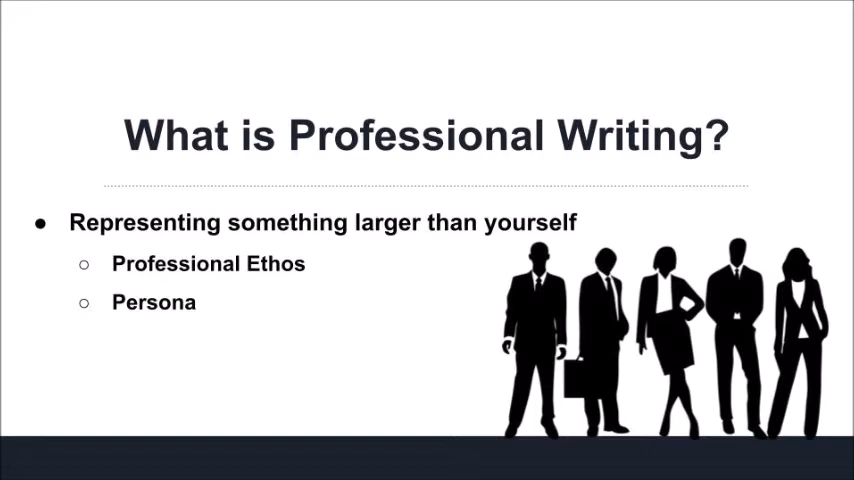 What is Professional Writing?
● Representing something larger than yourself
○ Professional Ethos
○ Persona